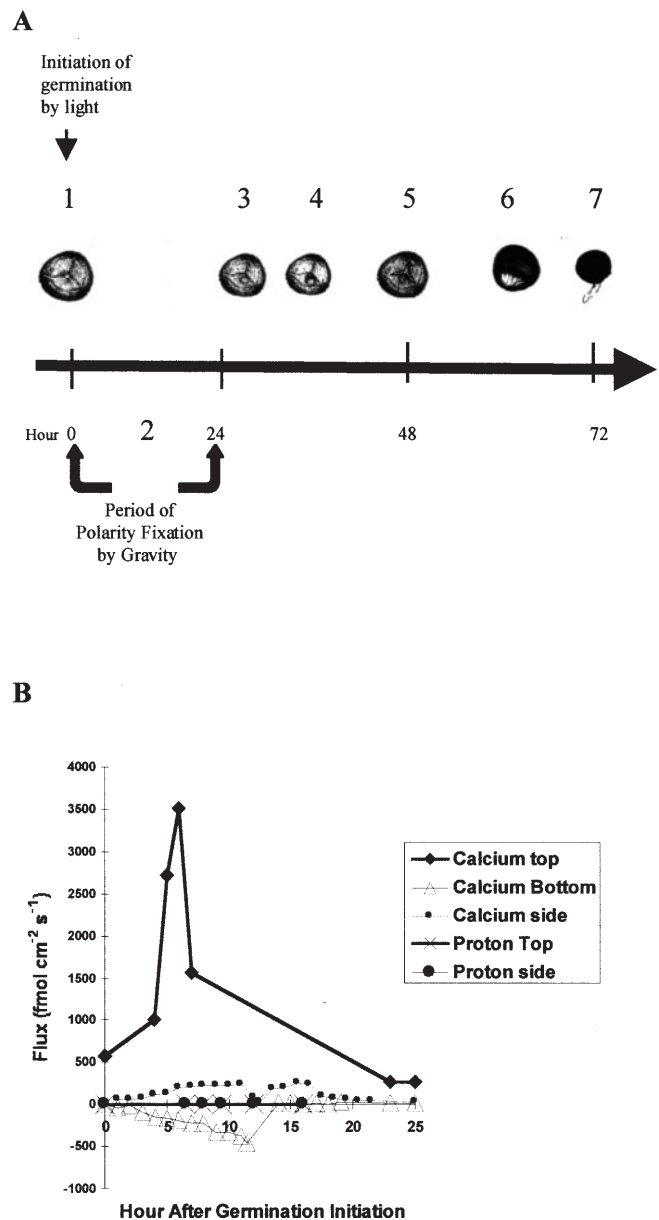 A
Initiation of
germination
by light
1 3 4 5 6 7
Hour 0 2 24 48 72
Period of
Polarity Fixation
by Gravity
B
4000
3500
3000
2500
2000
1500
1000
500
0
-500
-1000
0 5 10 15 20 25
Flux (fmol cm⁻² s⁻¹)
Hour After Germination Initiation
Calcium top
Calcium Bottom
Calcium side
Proton Top
Proton side